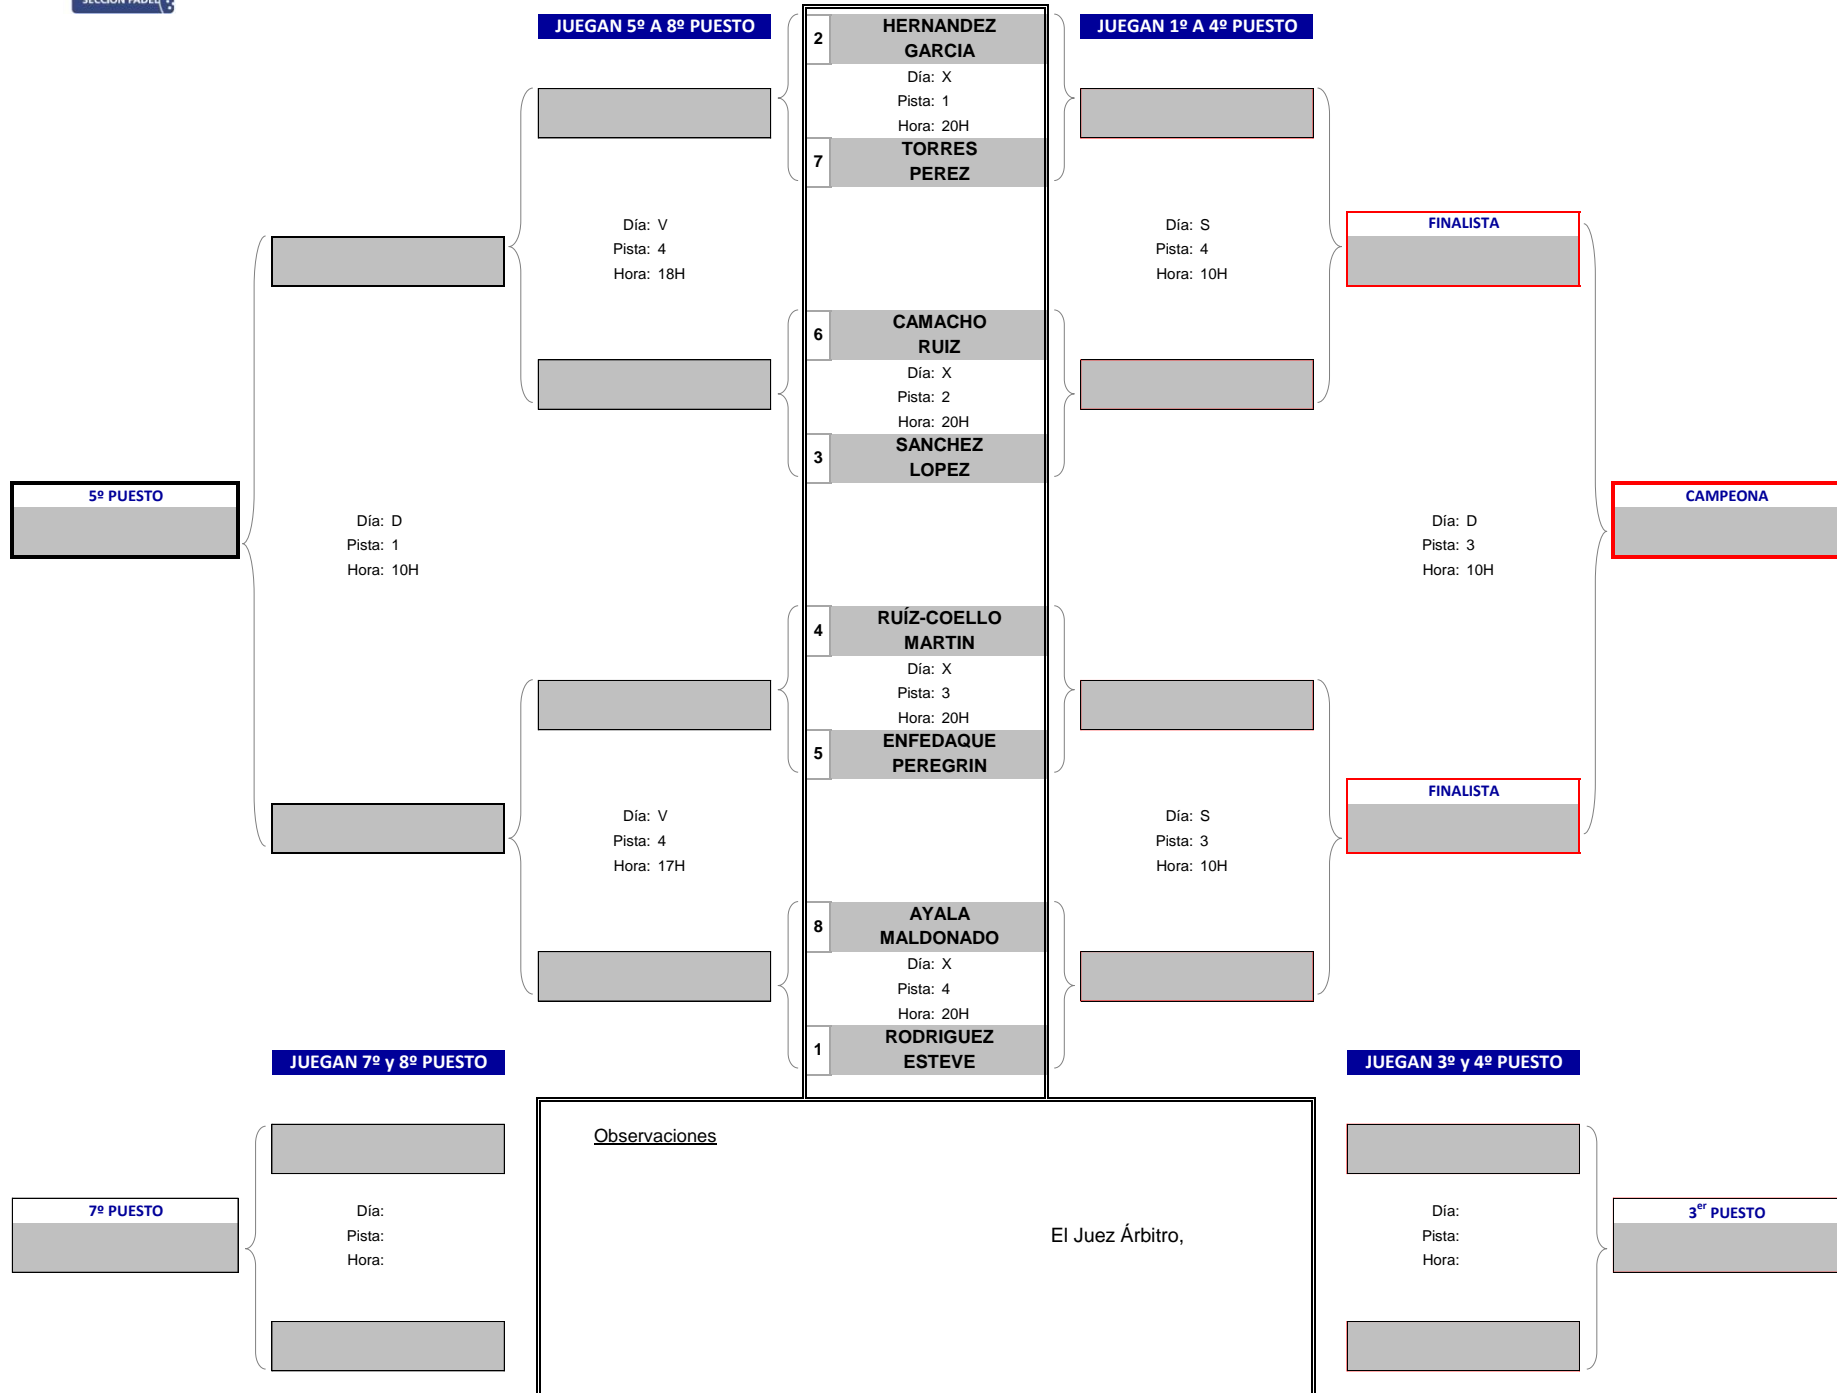 SECCIÓN PÁDEL
JUEGAN 5º A 8º PUESTO
2
HERNANDEZ
GARCIA
JUEGAN 1º A 4º PUESTO
Día: X
Pista: 1
Hora: 20H
7
TORRES
PEREZ
Día: V
Pista: 4
Hora: 18H
Día: S
Pista: 4
Hora: 10H
FINALISTA
6
CAMACHO
RUIZ
Día: X
Pista: 2
Hora: 20H
3
SANCHEZ
LOPEZ
5º PUESTO
Día: D
Pista: 1
Hora: 10H
Día: D
Pista: 3
Hora: 10H
CAMPEONA
4
RUÍZ-COELLO
MARTIN
Día: X
Pista: 3
Hora: 20H
5
ENFEDAQUE
PEREGRIN
Día: V
Pista: 4
Hora: 17H
Día: S
Pista: 3
Hora: 10H
FINALISTA
8
AYALA
MALDONADO
Día: X
Pista: 4
Hora: 20H
1
RODRIGUEZ
ESTEVE
JUEGAN 7º y 8º PUESTO
JUEGAN 3º y 4º PUESTO
Observaciones
7º PUESTO
Día:
Pista:
Hora:
El Juez Árbitro,
Día:
Pista:
Hora:
3er PUESTO